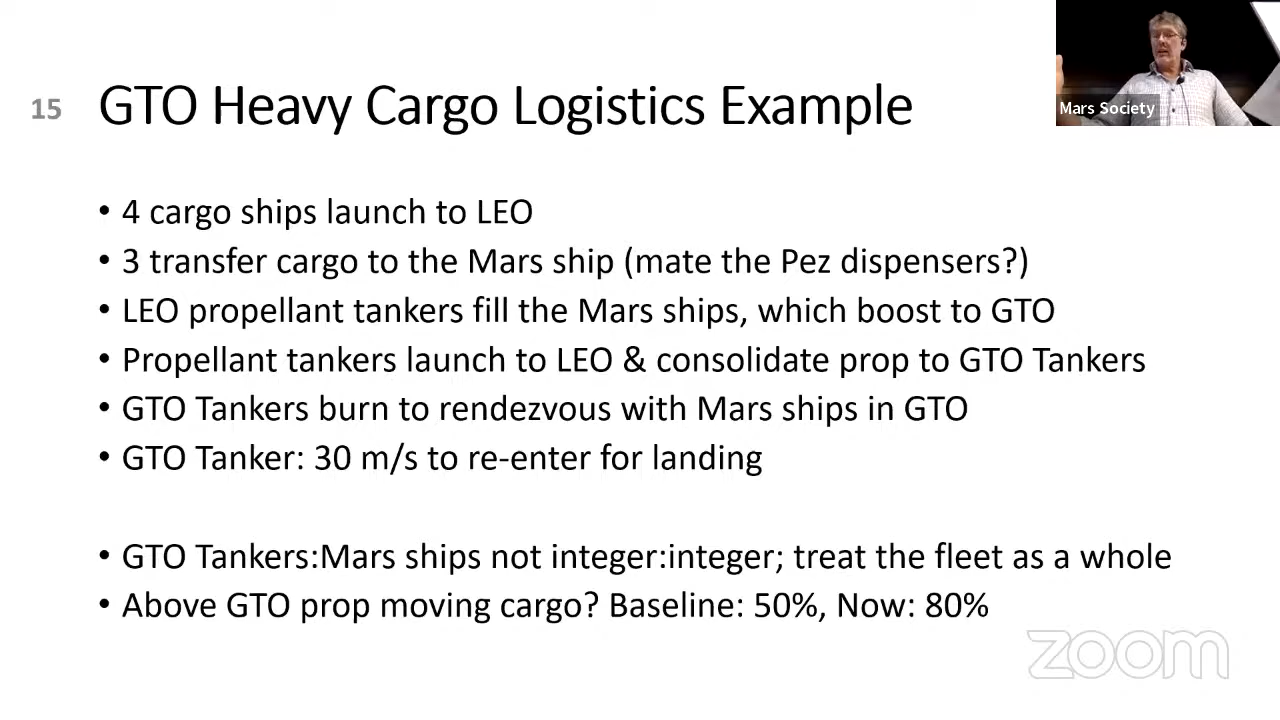 15
GTO Heavy Cargo Logistics Example
Mars Society
• 4 cargo ships launch to LEO
• 3 transfer cargo to the Mars ship (mate the Pez dispensers?)
• LEO propellant tankers fill the Mars ships, which boost to GTO
• Propellant tankers launch to LEO & consolidate prop to GTO Tankers
• GTO Tankers burn to rendezvous with Mars ships in GTO
• GTO Tanker: 30 m/s to re-enter for landing
• GTO Tankers:Mars ships not integer:integer; treat the fleet as a whole
• Above GTO prop moving cargo? Baseline: 50%, Now: 80%
zoom